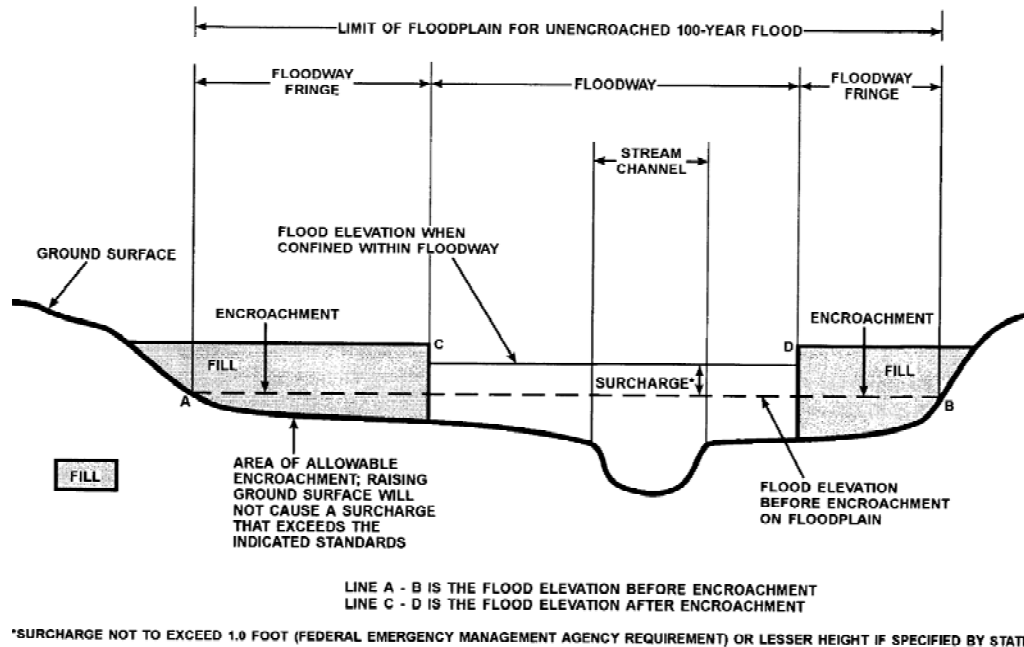 LIMIT OF FLOODPLAIN FOR UNENCROACHED 100-YEAR FLOOD
FLOODWAY
FRINGE
FLOODWAY
FLOODWAY
FRINGE
STREAM
CHANNEL
FLOOD ELEVATION WHEN
CONFINED WITHIN FLOODWAY
GROUND SURFACE
ENCROACHMENT
ENCROACHMENT
C
D
FILL
SURCHARGE*
FILL
A
B
FILL
AREA OF ALLOWABLE
ENCROACHMENT; RAISING
GROUND SURFACE WILL
NOT CAUSE A SURCHARGE
THAT EXCEEDS THE
INDICATED STANDARDS
FLOOD ELEVATION
BEFORE ENCROACHMENT
ON FLOODPLAIN
LINE A - B IS THE FLOOD ELEVATION BEFORE ENCROACHMENT
LINE C - D IS THE FLOOD ELEVATION AFTER ENCROACHMENT
*SURCHARGE NOT TO EXCEED 1.0 FOOT (FEDERAL EMERGENCY MANAGEMENT AGENCY REQUIREMENT) OR LESSER HEIGHT IF SPECIFIED BY